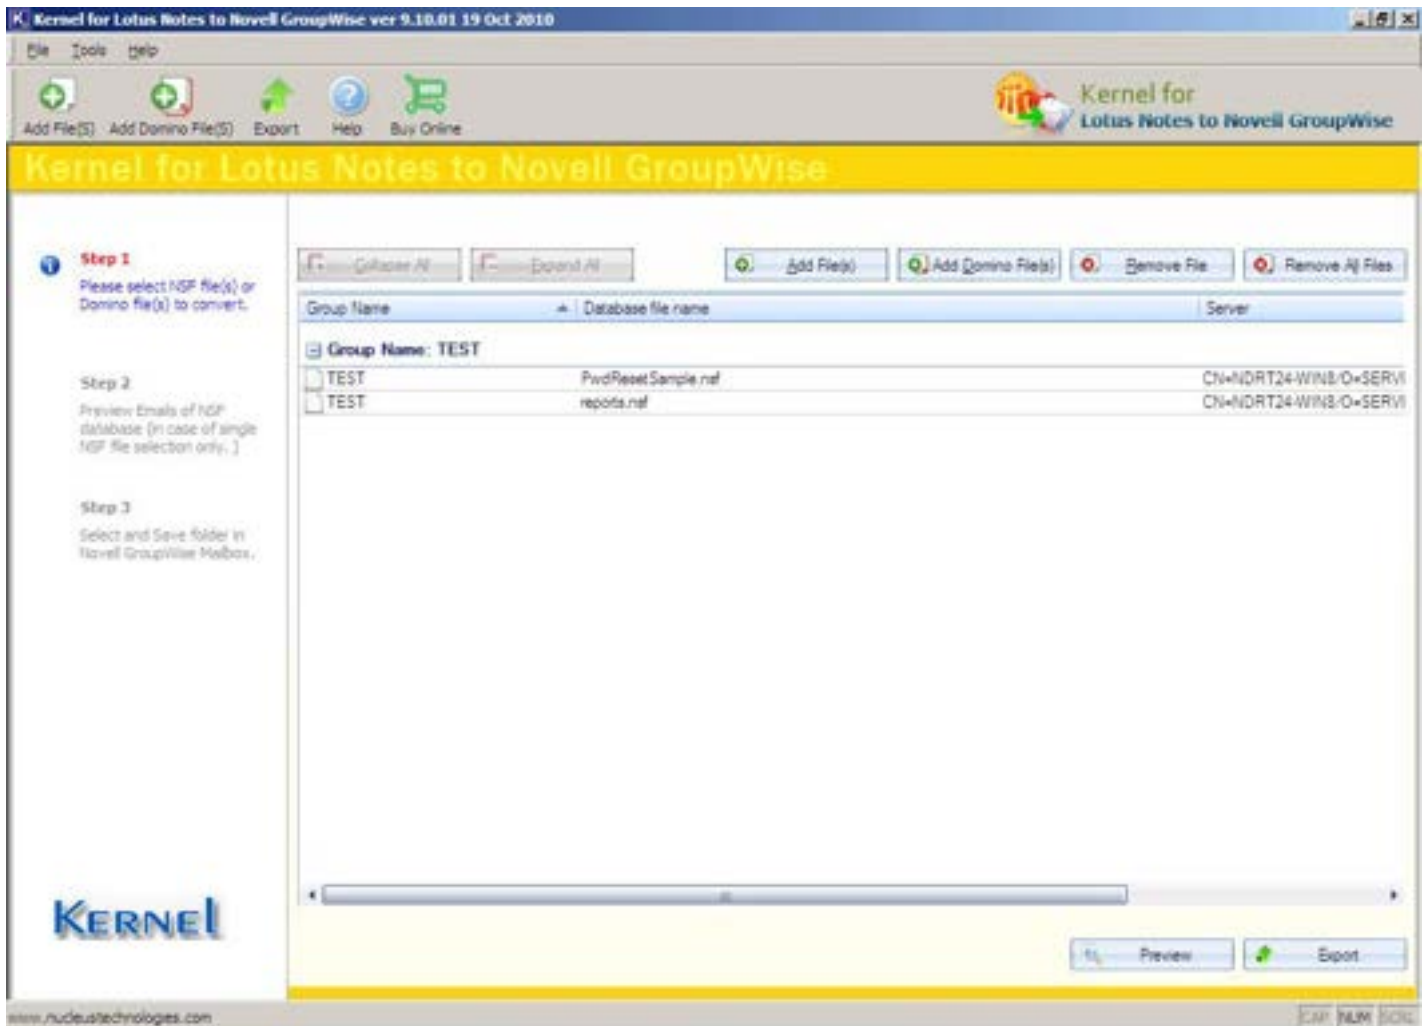 Kernel for Lotus Notes to Novell GroupWise ver 9.10.01 19 Oct 2010
File Tools Help
Add File(S) Add Domino File(S) Export Help Buy Online
Kernel for
Lotus Notes to Novell GroupWise
Kernel for Lotus Notes to Novell GroupWise
Step 1
Please select NSF file(s) or
Domino file(s) to convert.
Step 2
Preview Emails of NSF
database (in case of single
NSF file selection only. )
Step 3
Select and Save folder in
Novell GroupWise Mailbox.
Collapse All Expand All Add File(s) Add Domino File(s) Remove File Remove All Files
Group Name Database file name Server
Group Name: TEST
TEST PwdResetSample.nsf CN=NDRT24-WIN8/O=SERVI
TEST reports.nsf CN=NDRT24-WIN8/O=SERVI
KERNEl
Preview Export
www.nucleustechnologies.com
CAP NUM SCRL